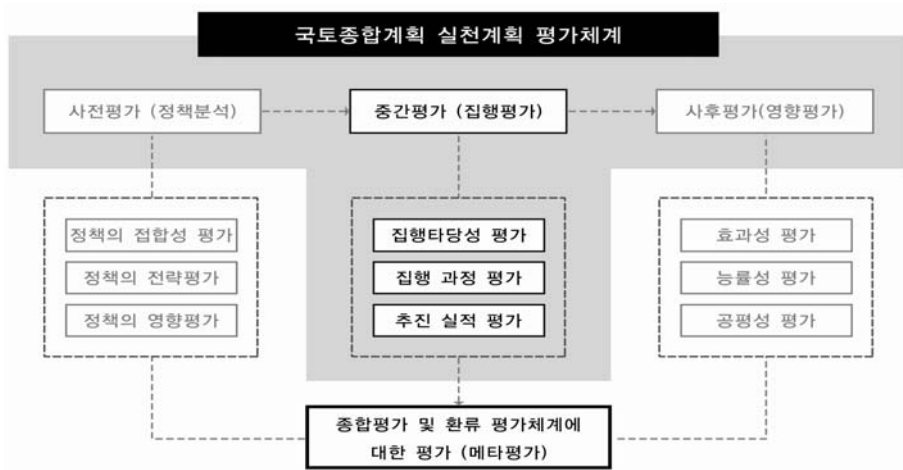 국토종합계획 실천계획 평가체계
사전평가 (정책분석)
중간평가 (집행평가)
사후평가(영향평가)
정책의 접합성 평가
정책의 전략평가
정책의 영향평가
집행타당성 평가
집행 과정 평가
추진 실적 평가
효과성 평가
능률성 평가
공평성 평가
종합평가 및 환류 평가체계에
대한 평가 (메타평가)